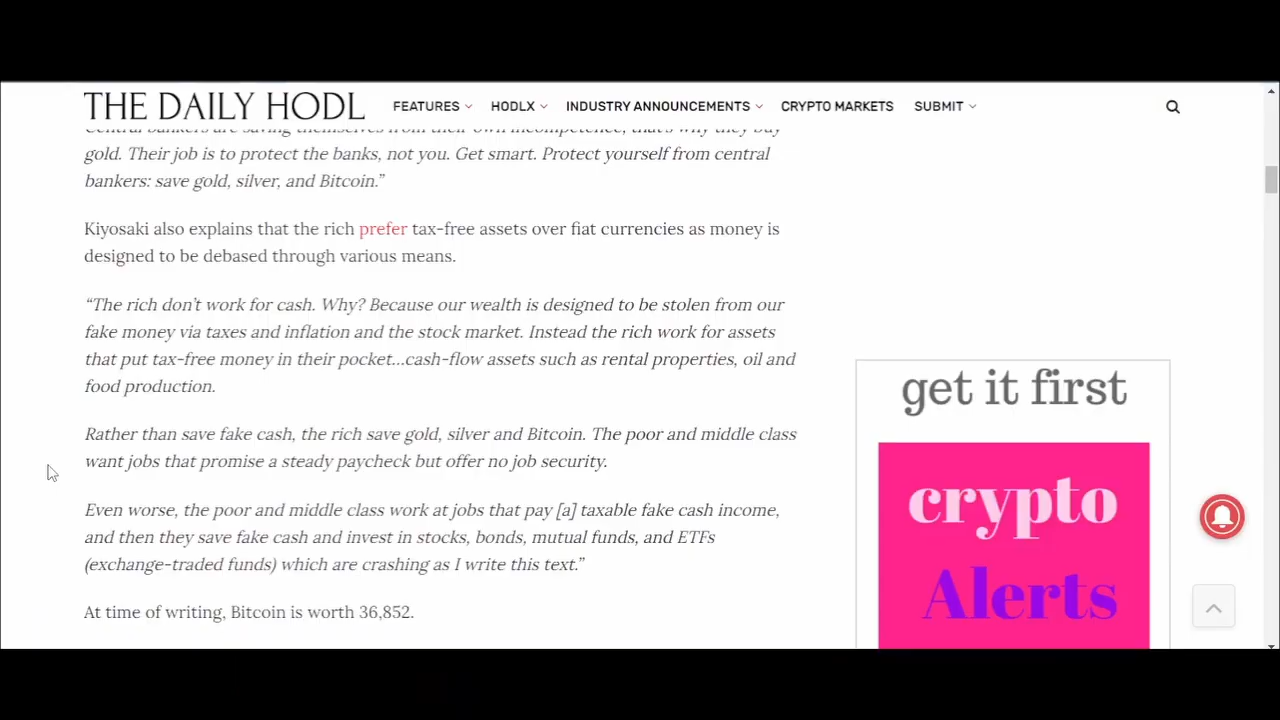 THE DAILY HODL FEATURES HODLX INDUSTRY ANNOUNCEMENTS CRYPTO MARKETS SUBMIT
Central bankers are saving themselves from their own incompetence, that's why they buy
gold. Their job is to protect the banks, not you. Get smart. Protect yourself from central
bankers: save gold, silver, and Bitcoin.”
Kiyosaki also explains that the rich prefer tax-free assets over fiat currencies as money is
designed to be debased through various means.
“The rich don't work for cash. Why? Because our wealth is designed to be stolen from our
fake money via taxes and inflation and the stock market. Instead the rich work for assets
that put tax-free money in their pocket…cash-flow assets such as rental properties, oil and
food production.
Rather than save fake cash, the rich save gold, silver and Bitcoin. The poor and middle class
want jobs that promise a steady paycheck but offer no job security.
Even worse, the poor and middle class work at jobs that pay [a] taxable fake cash income,
and then they save fake cash and invest in stocks, bonds, mutual funds, and ETFs
(exchange-traded funds) which are crashing as I write this text.”
At time of writing, Bitcoin is worth 36,852.
get it first
crypto
Alerts